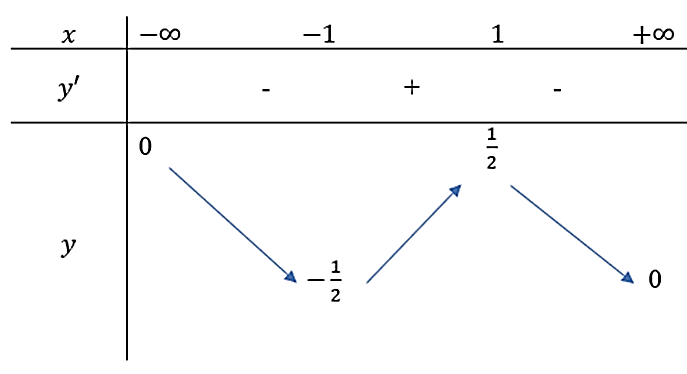 x −∞ −1 1 +∞
y′ - + -
0 1/2
y
−1/2 0